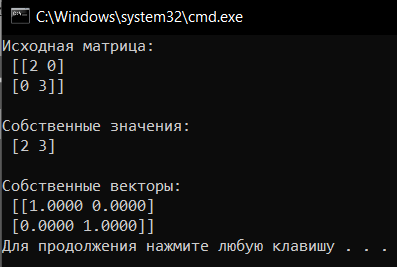 C:\Windows\system32\cmd.exe
Исходная матрица:
[[2 0]
[0 3]]
Собственные значения:
[2 3]
Собственные векторы:
[[1.0000 0.0000]
[0.0000 1.0000]]
Для продолжения нажмите любую клавишу . . .